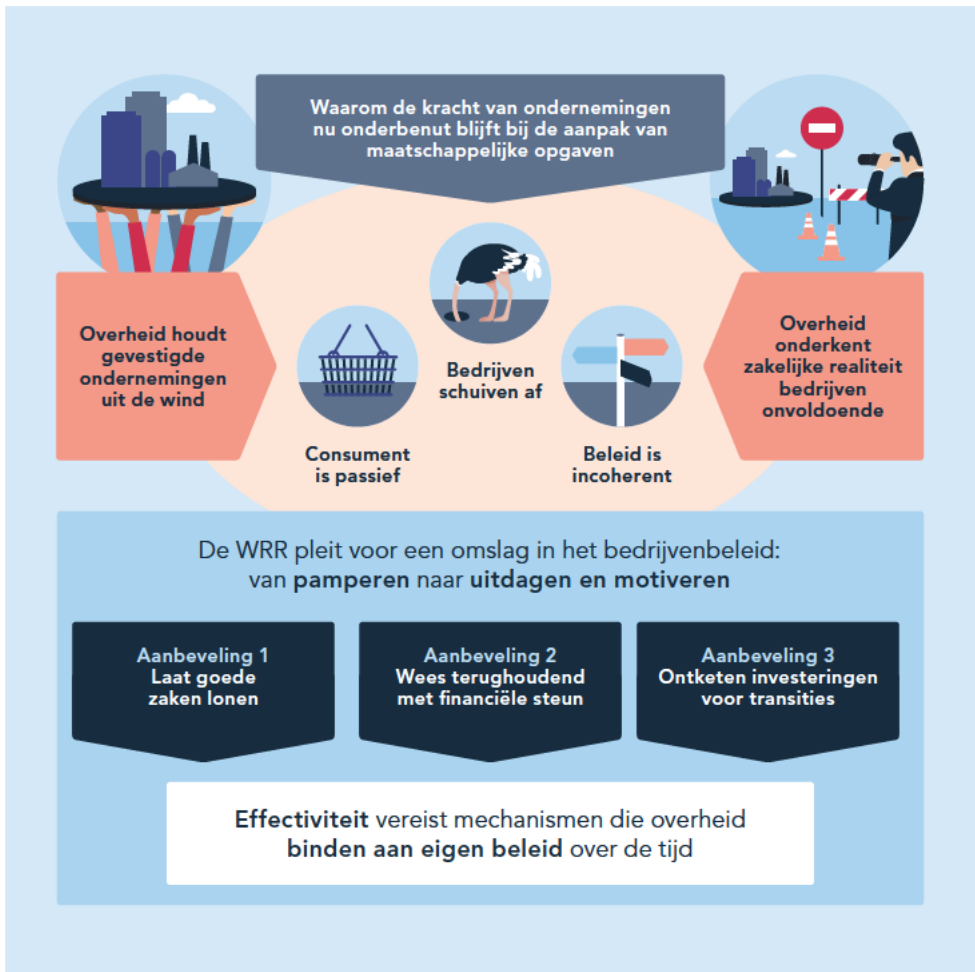 Waarom de kracht van ondernemingen
nu onderbenut blijft bij de aanpak van
maatschappelijke opgaven
Overheid houdt
gevestigde
ondernemingen
uit de wind
Consument
is passief
Bedrijven
schuiven af
Beleid is
incoherent
Overheid
onderkent
zakelijke realiteit
bedrijven
onvoldoende
De WRR pleit voor een omslag in het bedrijvenbeleid:
van pamperen naar uitdagen en motiveren
Aanbeveling 1
Laat goede
zaken lonen
Aanbeveling 2
Wees terughoudend
met financiële steun
Aanbeveling 3
Ontketen investeringen
voor transities
Effectiviteit vereist mechanismen die overheid
binden aan eigen beleid over de tijd